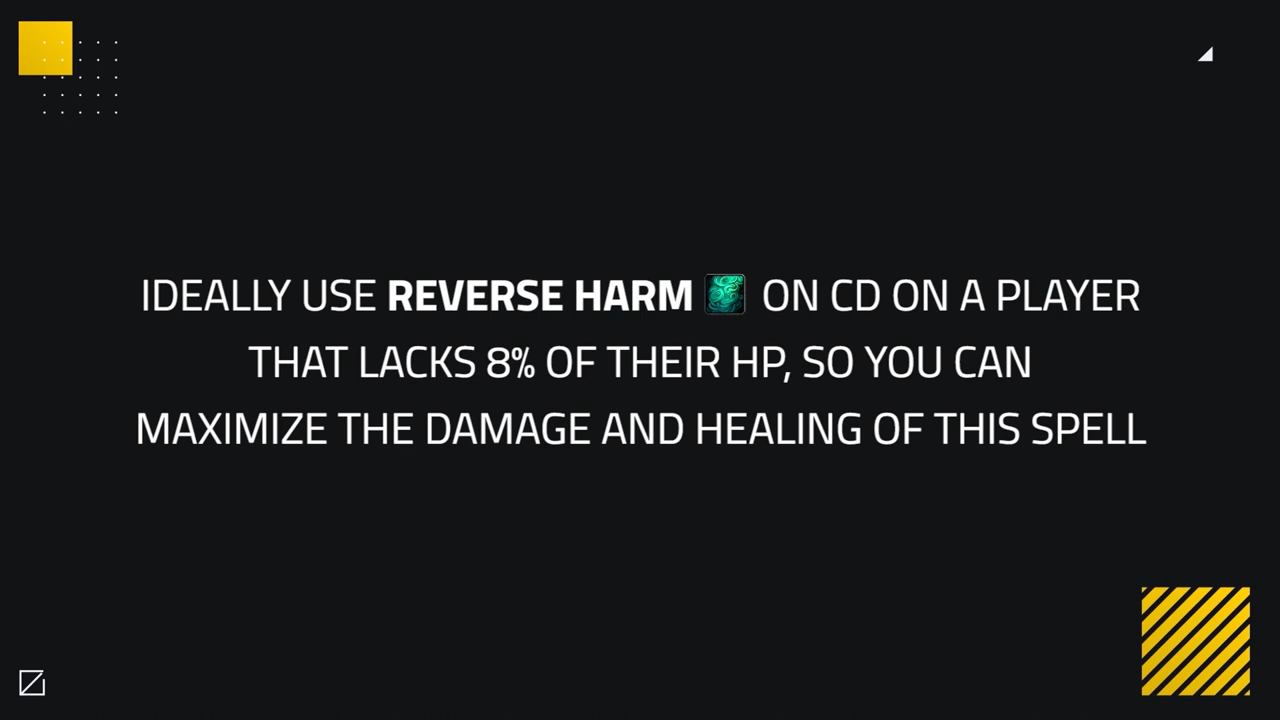 IDEALLY USE REVERSE HARM ON CD ON A PLAYER
THAT LACKS 8% OF THEIR HP, SO YOU CAN
MAXIMIZE THE DAMAGE AND HEALING OF THIS SPELL